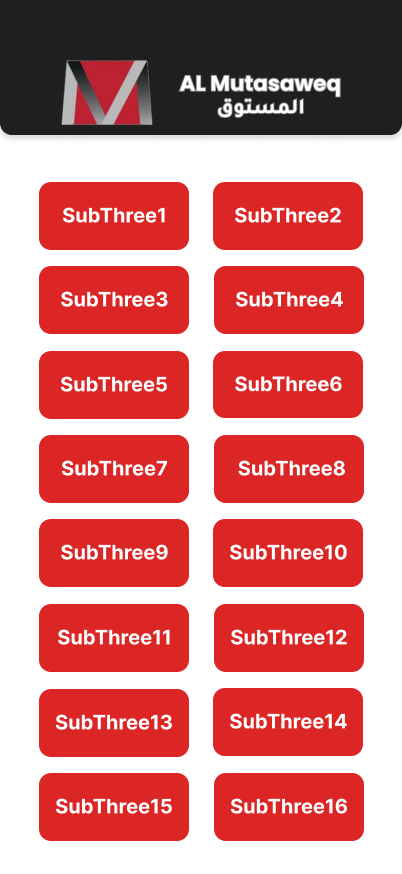 AL Mutasaweq
المستوق
SubThree1
SubThree2
SubThree3
SubThree4
SubThree5
SubThree6
SubThree7
SubThree8
SubThree9
SubThree10
SubThree11
SubThree12
SubThree13
SubThree14
SubThree15
SubThree16